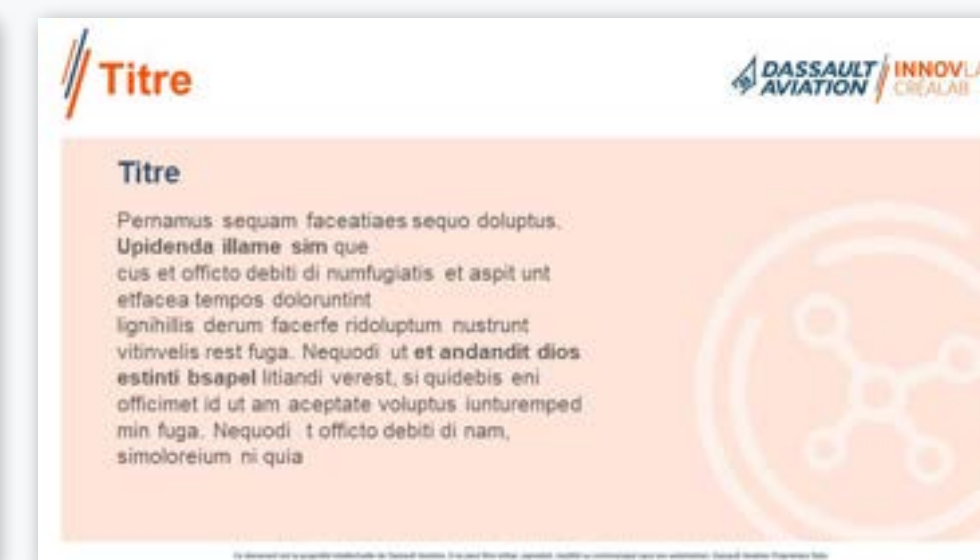 Titre
DASSAULT AVIATION INNOVLA
CRÉALAB
Titre
Pernamus sequam faceatiaes sequo doluptus.
Upidenda illame sim que
cus et officto debiti di numfugiatis et aspit unt
etfacea tempos doloruntint
lignihillis derum facerfe ridoluptum nustrunt
vitinvelis rest fuga. Nequodi ut et andandit dios
estinti bsapel litiandi verest, si quidebis eni
officimet id ut am aceptate voluptus iunturemped
min fuga. Nequodi t officto debiti di nam,
simoloreium ni quia